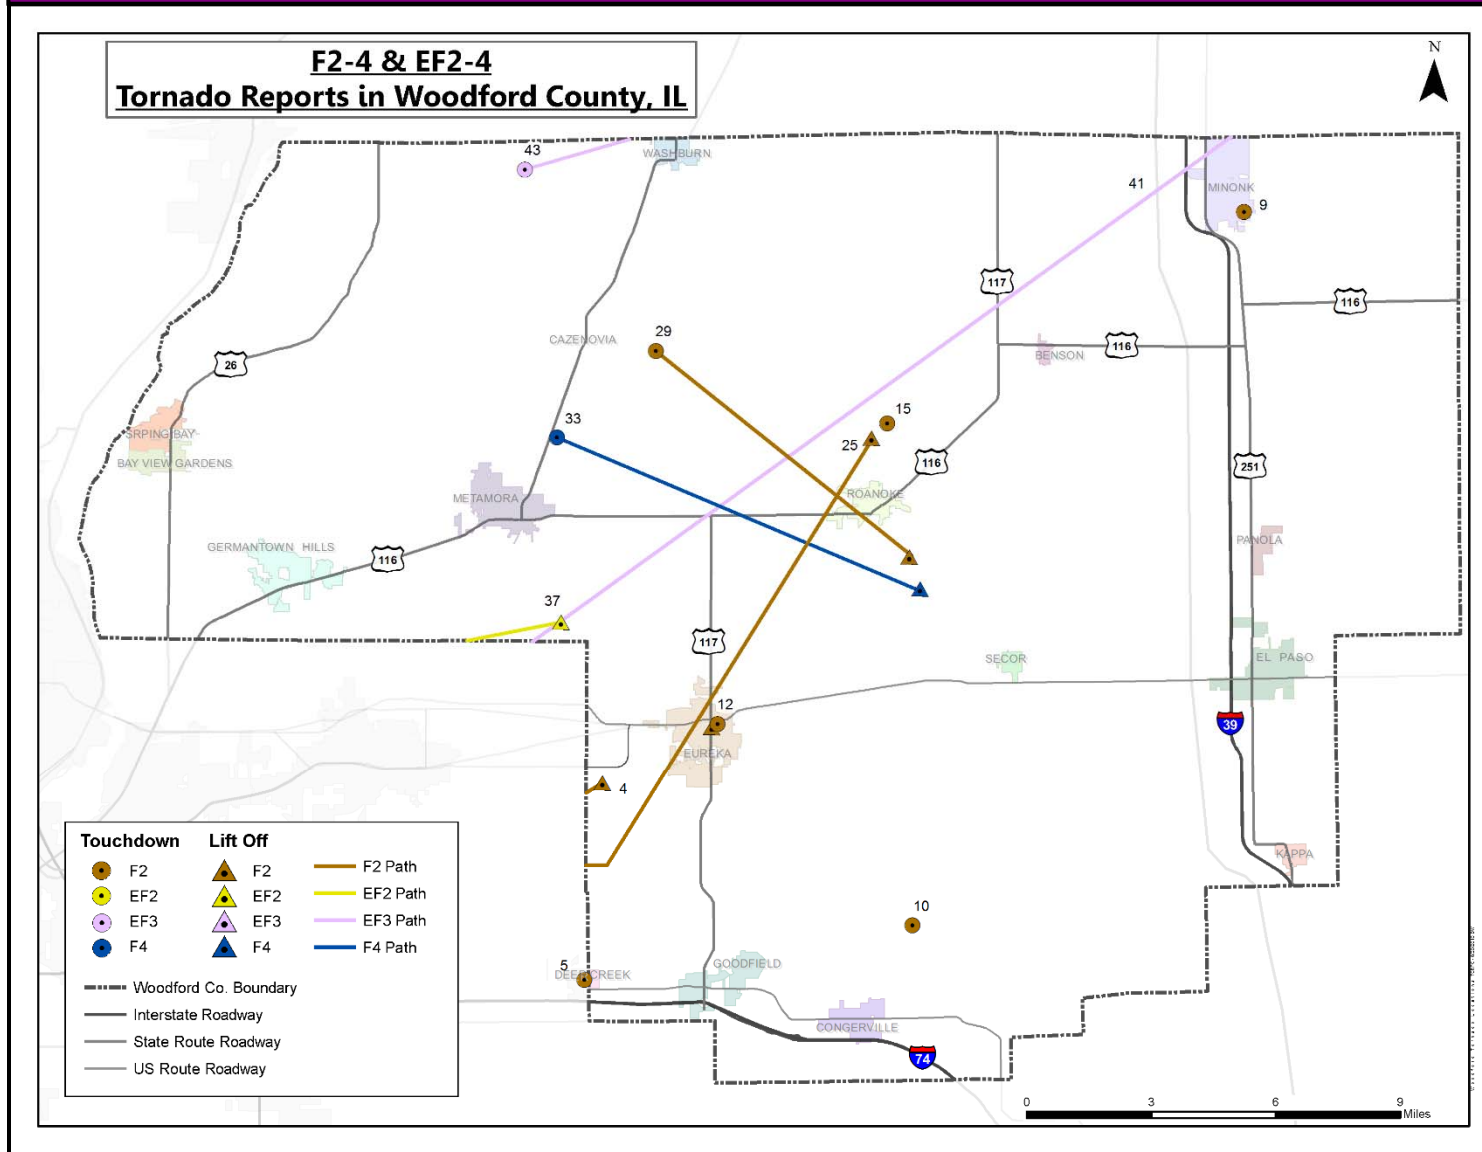 F2-4 & EF2-4
Tornado Reports in Woodford County, IL
N
43
WASHBURN
41
MINONK
9
117
116
29
CAZENOVIA
26
BENSON
116
33
15
25
SRPING BAY
BAY VIEW GARDENS
116
251
METAMORA
ROANOKE
GERMANTOWN HILLS
116
PANOLA
37
117
SECOR
EL PASO
12
39
EUREKA
4
Touchdown Lift Off
F2 F2 F2 Path
EF2 EF2 EF2 Path
EF3 EF3 EF3 Path
F4 F4 F4 Path
KAPPA
10
5
DEER CREEK
GOODFIELD
Woodford Co. Boundary
Interstate Roadway
CONGERVILLE
State Route Roadway
74
US Route Roadway
0 3 6 9
Miles